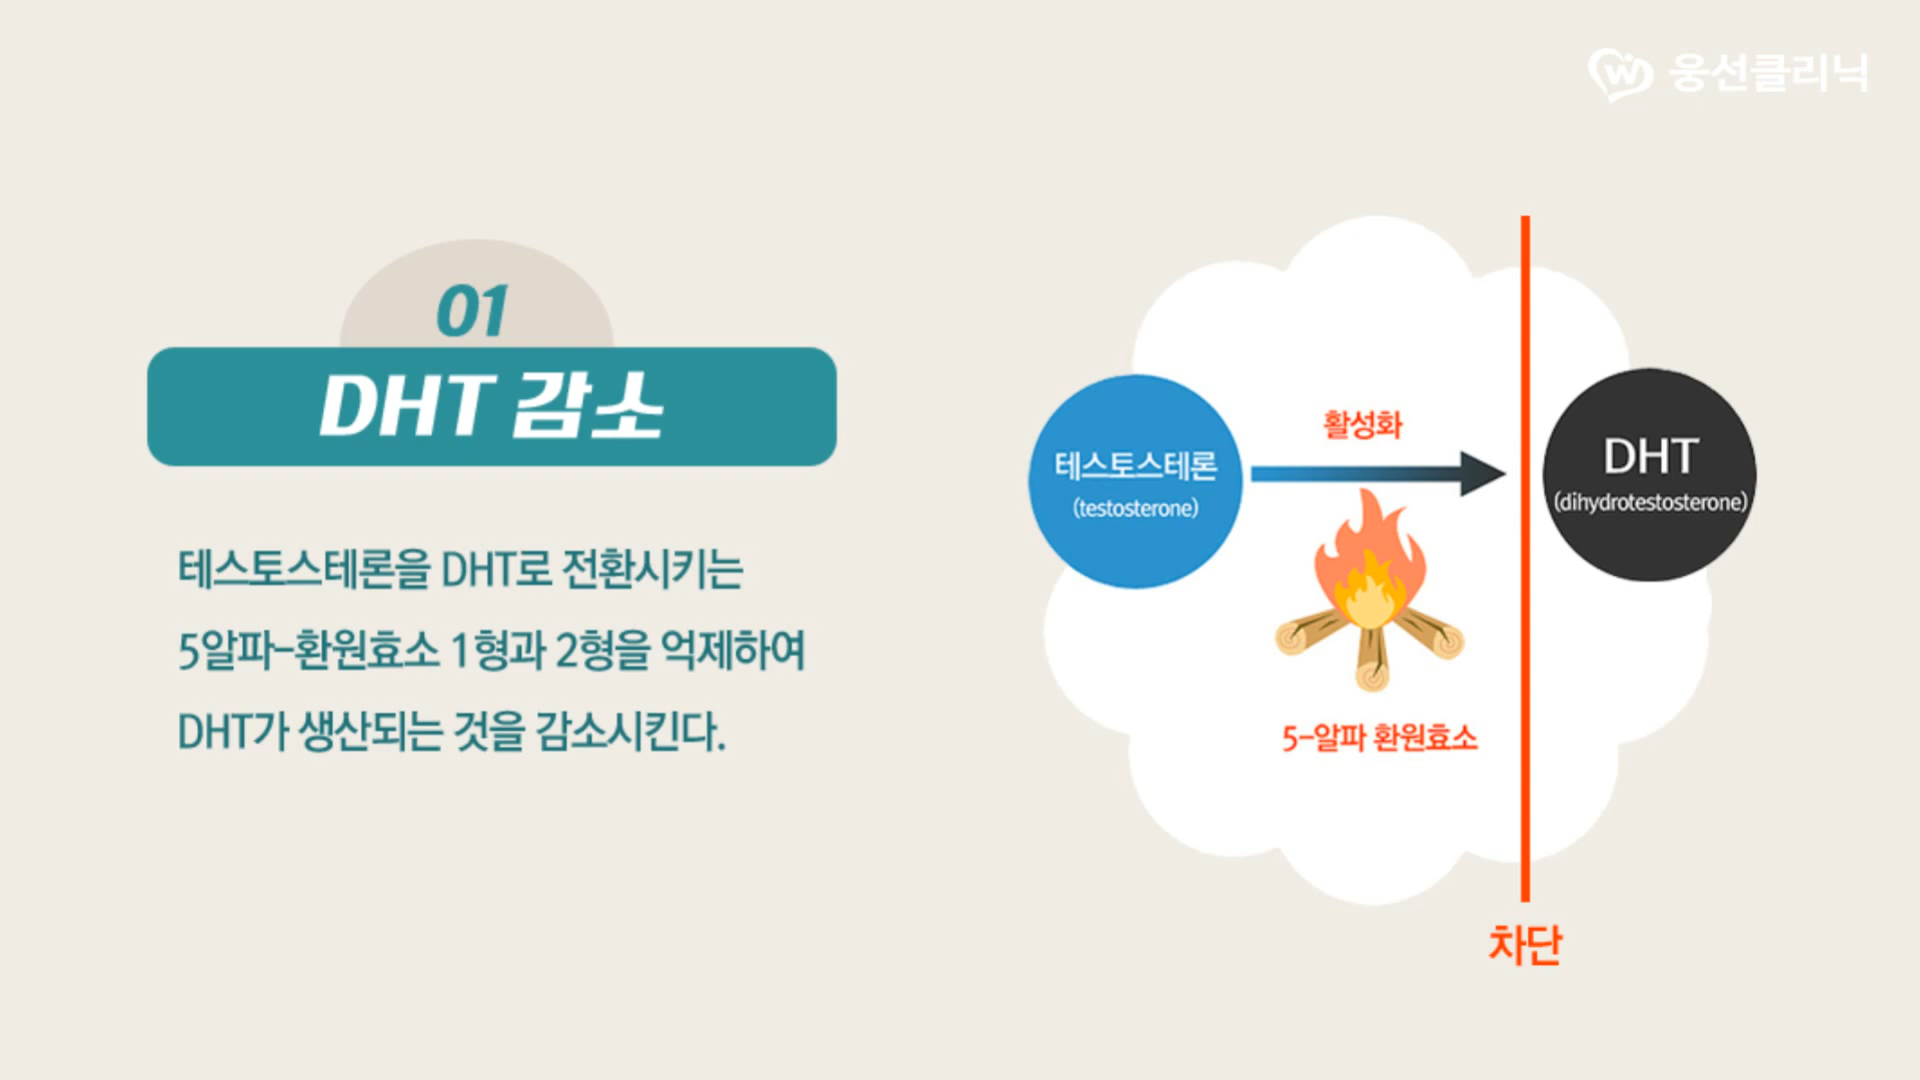 웅선클리닉
01
DHT 감소
테스토스테론을 DHT로 전환시키는
5알파-환원효소 1형과 2형을 억제하여
DHT가 생산되는 것을 감소시킨다.
테스토스테론
(testosterone)
활성화
5-알파 환원효소
DHT
(dihydrotestosterone)
차단